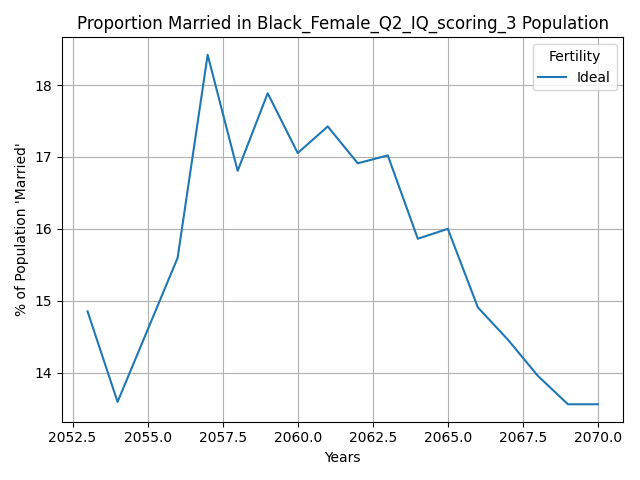 Proportion Married in Black_Female_Q2_IQ_scoring_3 Population
Fertility
Ideal
% of Population 'Married'
18
17
16
15
14
2052.5 2055.0 2057.5 2060.0 2062.5 2065.0 2067.5 2070.0
Years